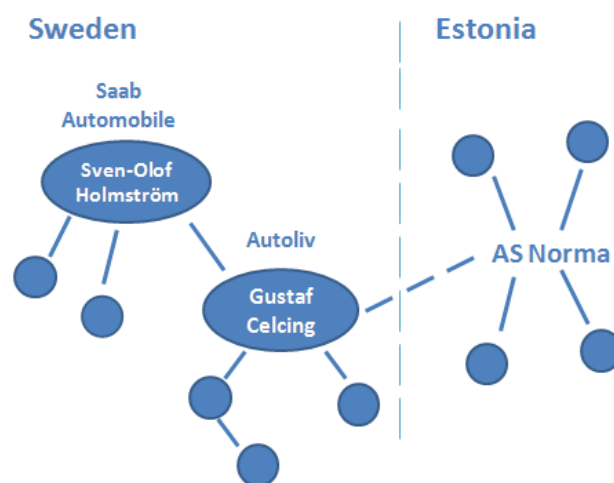 Sweden
Estonia
Saab
Automobile
Sven-Olof
Holmström
Autoliv
Gustaf
Celcing
AS Norma